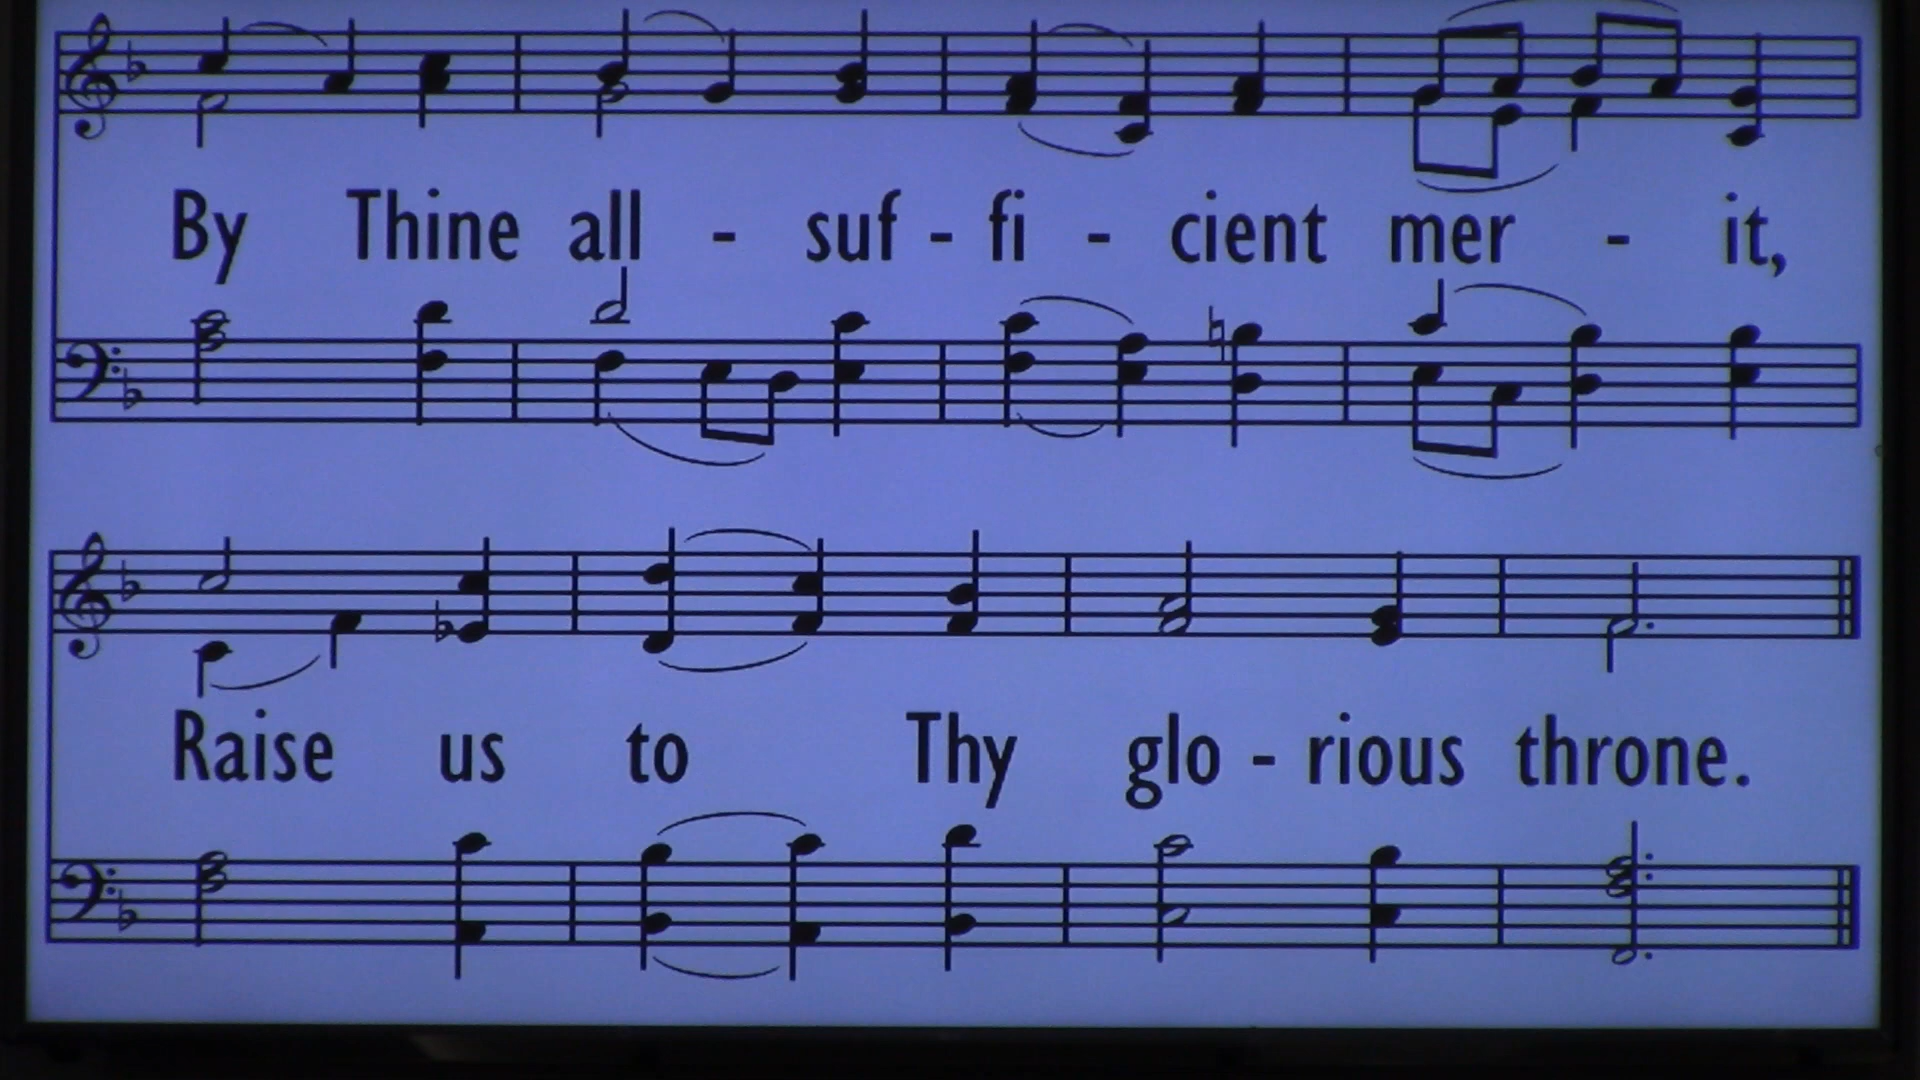 By Thine all - suf - fi - cient mer - it,
Raise us to Thy glo - rious throne.